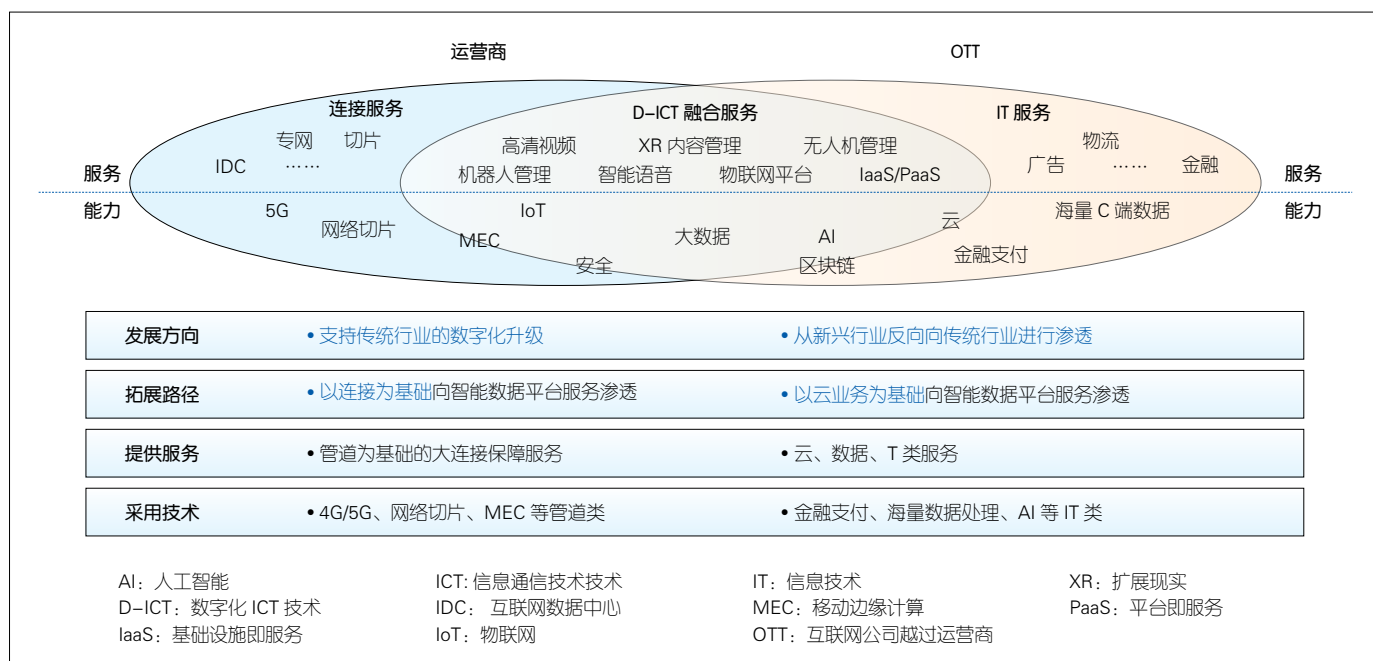 运营商 OTT
连接服务 D-ICT 融合服务 IT 服务
专网 切片 高清视频 XR 内容管理 无人机管理 物流
IDC …… 机器人管理 智能语音 物联网平台 IaaS/PaaS 广告 …… 金融
服务 服务
能力 能力
5G IoT 云 海量 C 端数据
网络切片 MEC 大数据 AI 金融支付
安全 区块链
发展方向 •支持传统行业的数字化升级 •从新兴行业反向向传统行业进行渗透
拓展路径 •以连接为基础向智能数据平台服务渗透 •以云业务为基础向智能数据平台服务渗透
提供服务 •管道为基础的大连接保障服务 •云、数据、T 类服务
采用技术 •4G/5G、网络切片、MEC 等管道类 •金融支付、海量数据处理、AI 等 IT 类
AI：人工智能 ICT: 信息通信技术技术 IT：信息技术 XR：扩展现实
D-ICT：数字化 ICT 技术 IDC： 互联网数据中心 MEC：移动边缘计算 PaaS：平台即服务
IaaS：基础设施即服务 IoT：物联网 OTT：互联网公司越过运营商